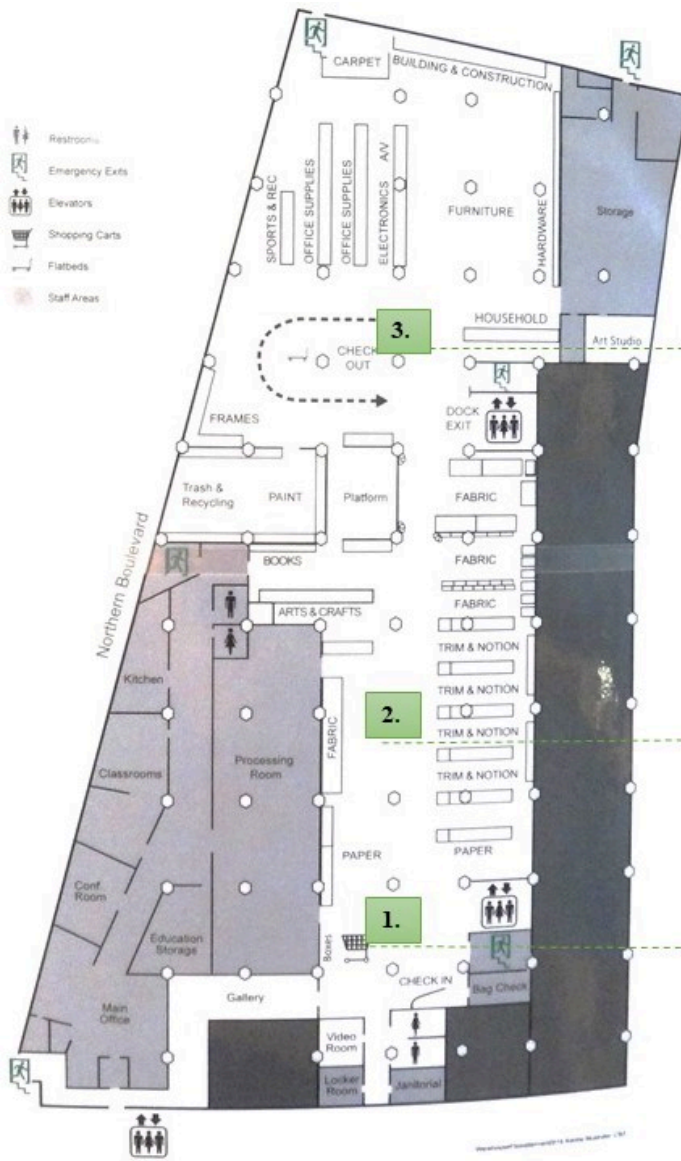 CARPET
BUILDING & CONSTRUCTION
Restrooms
Emergency Exits
Elevators
Shopping Carts
Flatbeds
Staff Areas
SPORTS & REC
OFFICE SUPPLIES
OFFICE SUPPLIES
ELECTRONICS A/V
FURNITURE
HARDWARE
Storage
HOUSEHOLD
3.
CHECK
OUT
Art Studio
FRAMES
DOCK
EXIT
Trash &
Recycling
PAINT
Platform
FABRIC
Northern Boulevard
BOOKS
FABRIC
FABRIC
ARTS & CRAFTS
TRIM & NOTION
Kitchen
TRIM & NOTION
2.
FABRIC
TRIM & NOTION
Processing
Room
Classrooms
TRIM & NOTION
PAPER
PAPER
Conf.
Room
1.
Education
Storage
Boxes
CHECK IN
Bag Check
Gallery
Main
Office
Video
Room
Locker
Room
Janitorial